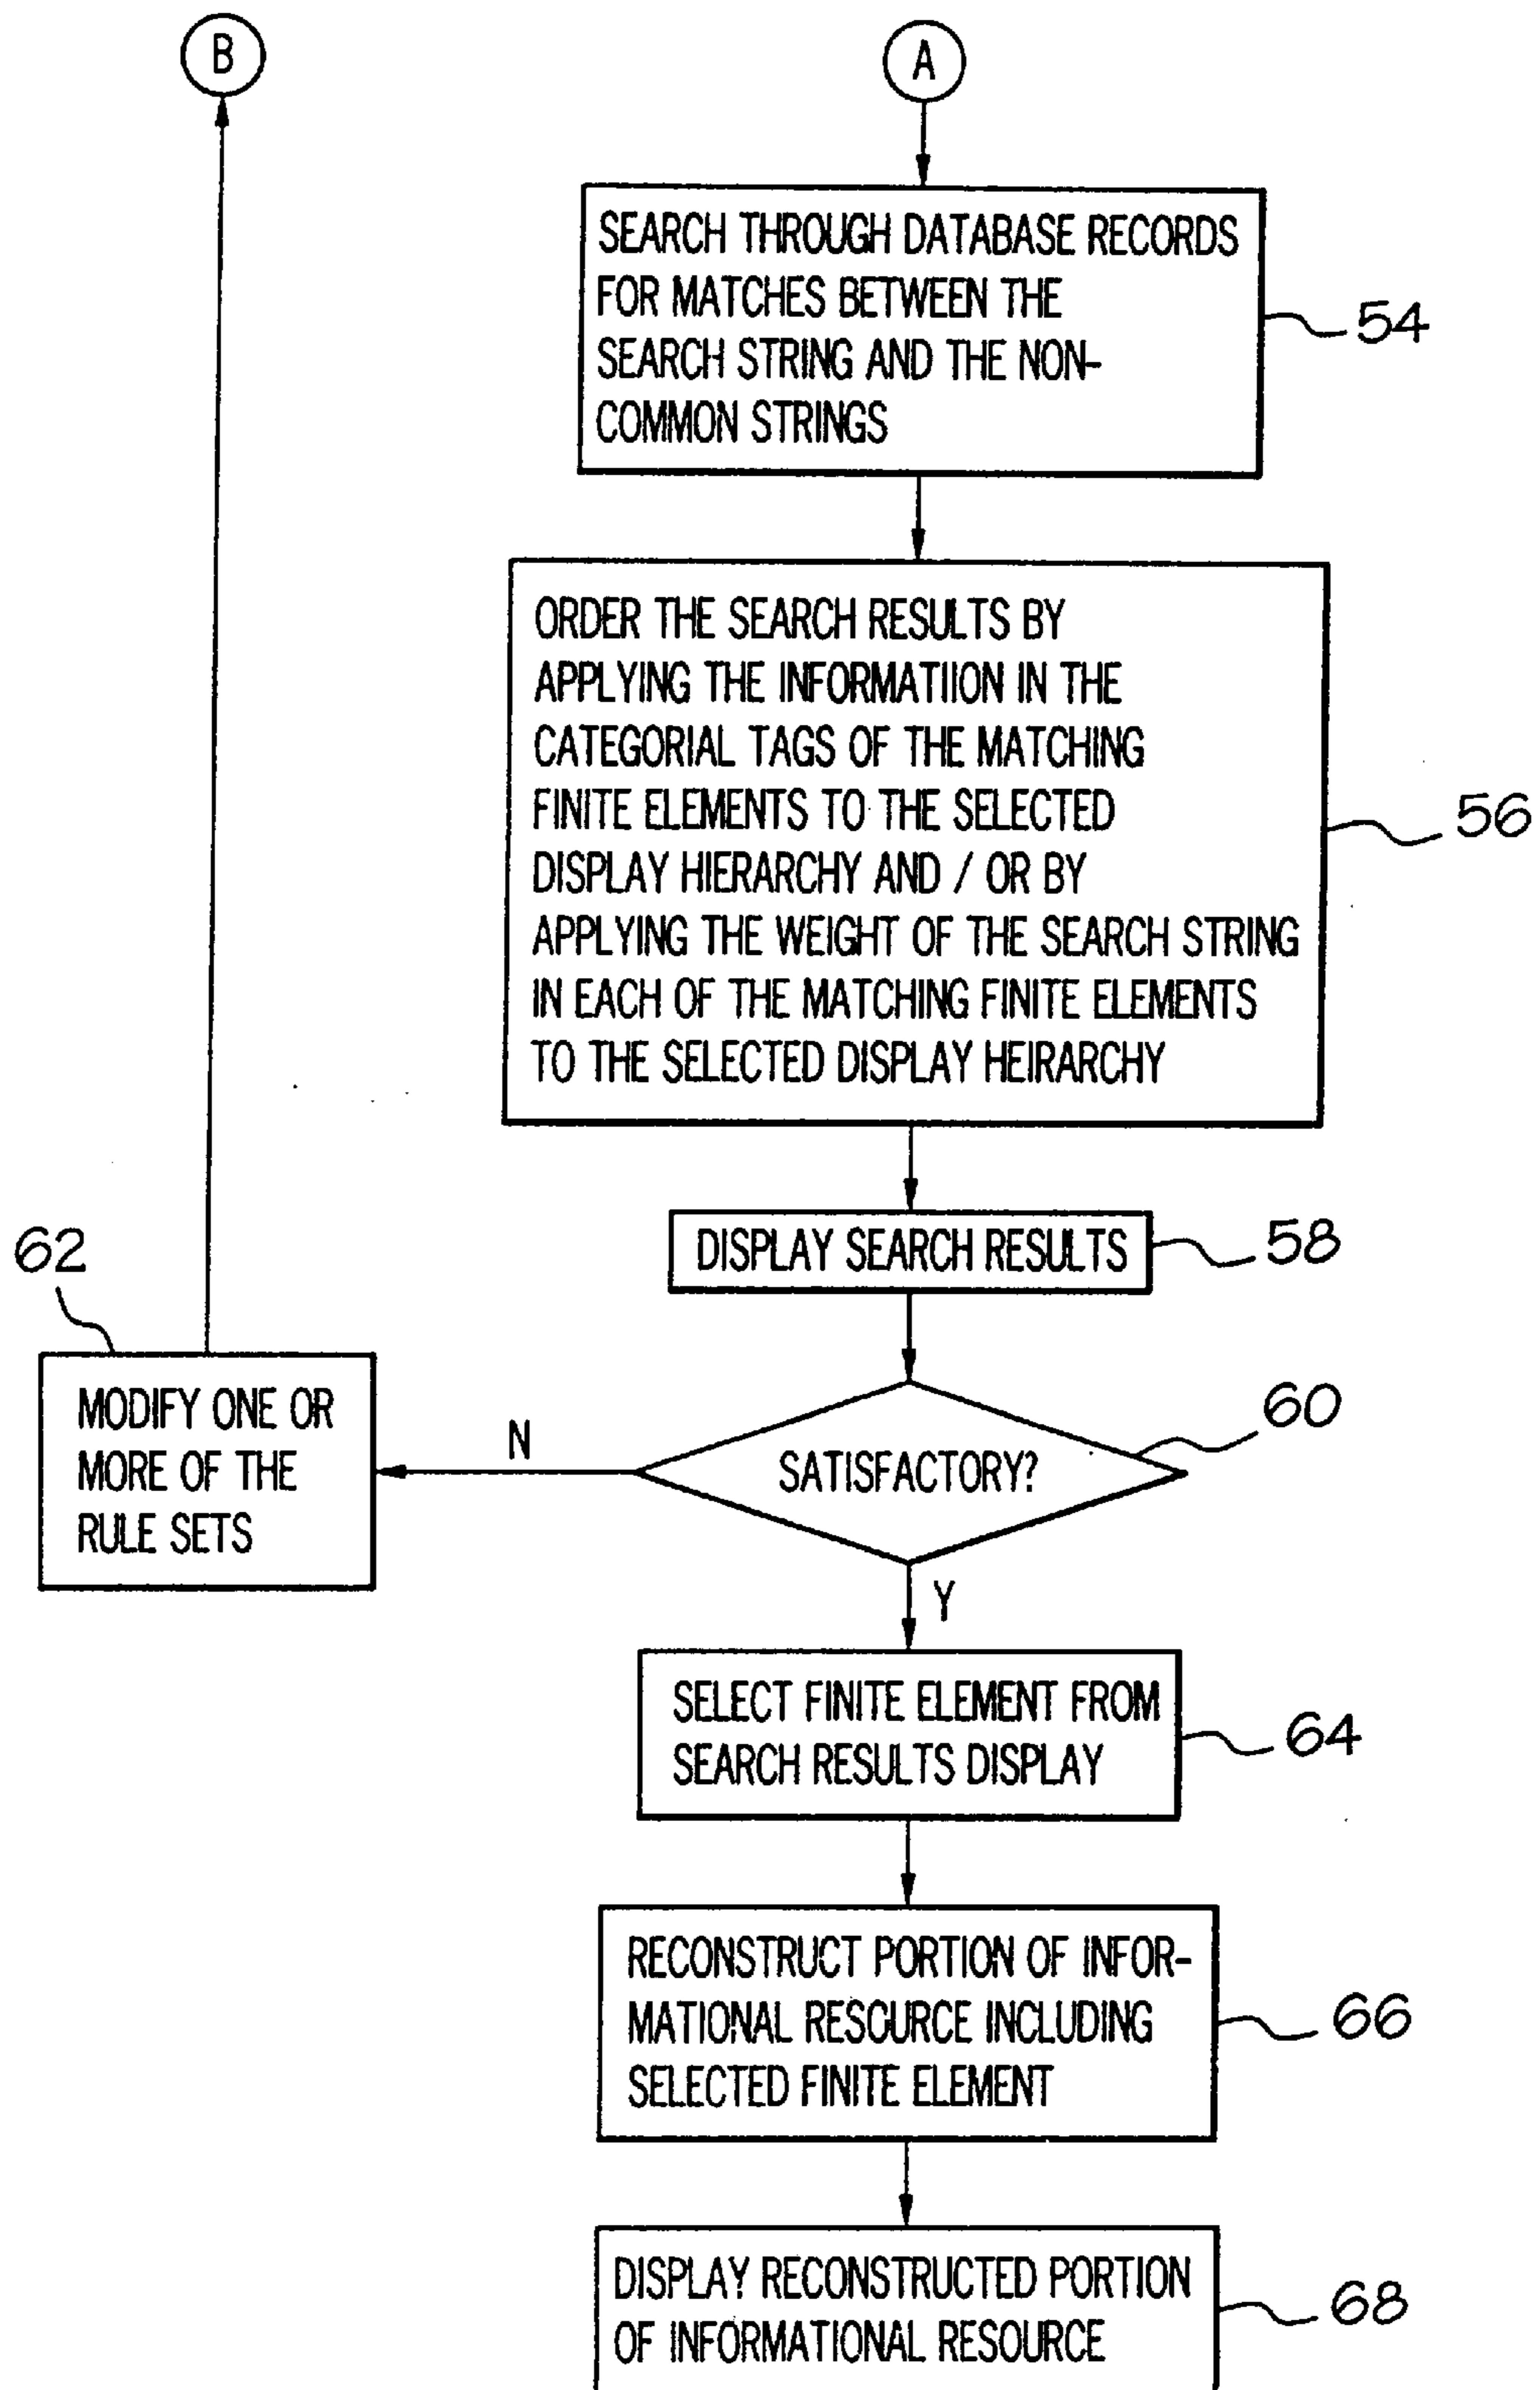 B
A
SEARCH THROUGH DATABASE RECORDS
FOR MATCHES BETWEEN THE
SEARCH STRING AND THE NON-
COMMON STRINGS
54
ORDER THE SEARCH RESULTS BY
APPLYING THE INFORMATIION IN THE
CATEGORIAL TAGS OF THE MATCHING
FINITE ELEMENTS TO THE SELECTED
DISPLAY HIERARCHY AND / OR BY
APPLYING THE WEIGHT OF THE SEARCH STRING
IN EACH OF THE MATCHING FINITE ELEMENTS
TO THE SELECTED DISPLAY HEIRARCHY
56
DISPLAY SEARCH RESULTS
58
62
MODIFY ONE OR
MORE OF THE
RULE SETS
N
SATISFACTORY?
60
Y
SELECT FINITE ELEMENT FROM
SEARCH RESULTS DISPLAY
64
RECONSTRUCT PORTION OF INFOR-
MATIONAL RESOURCE INCLUDING
SELECTED FINITE ELEMENT
66
DISPLAY RECONSTRUCTED PORTION
OF INFORMATIONAL RESOURCE
68